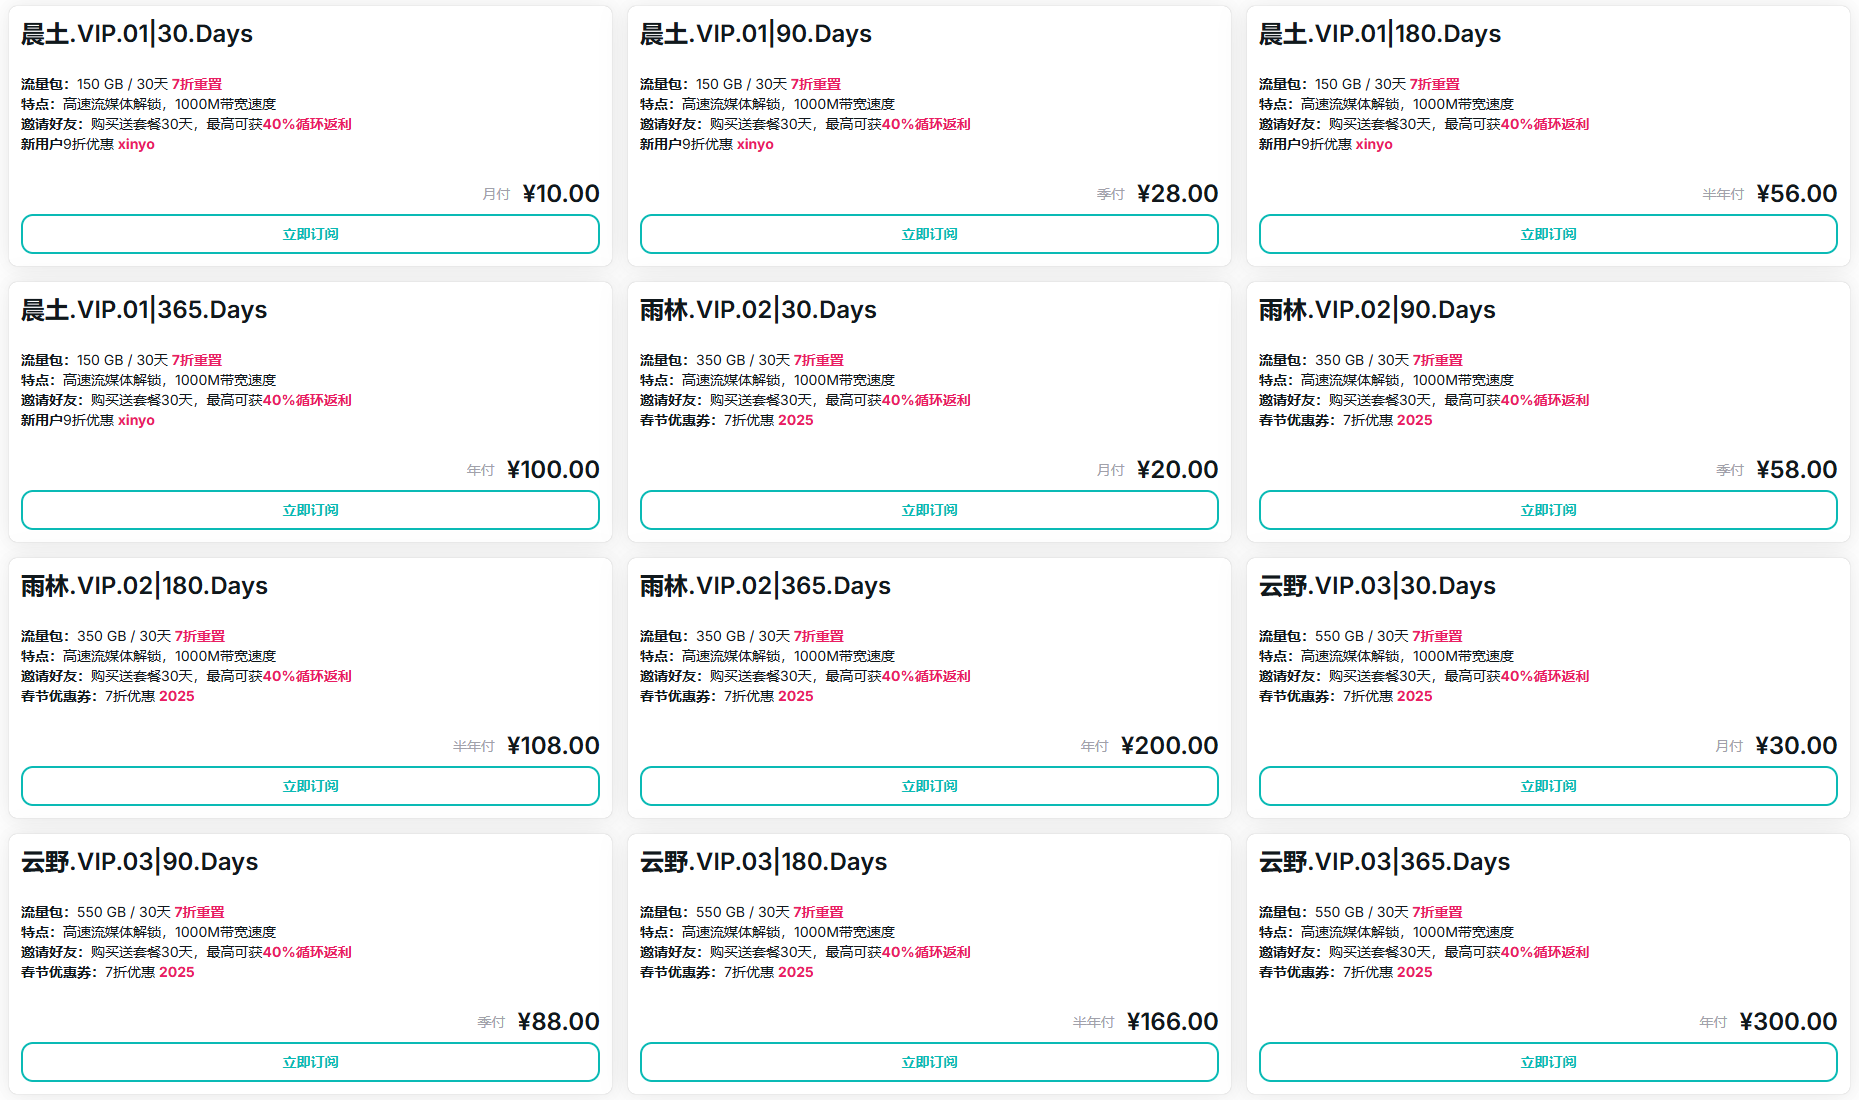 晨土.VIP.01|30.Days
流量包：150 GB / 30天 7折重置
特点：高速流媒体解锁，1000M带宽速度
邀请好友：购买送套餐30天，最高可获40%循环返利
新用户9折优惠 xinyo
月付 ¥10.00
立即订阅
晨土.VIP.01|90.Days
流量包：150 GB / 30天 7折重置
特点：高速流媒体解锁，1000M带宽速度
邀请好友：购买送套餐30天，最高可获40%循环返利
新用户9折优惠 xinyo
季付 ¥28.00
立即订阅
晨土.VIP.01|180.Days
流量包：150 GB / 30天 7折重置
特点：高速流媒体解锁，1000M带宽速度
邀请好友：购买送套餐30天，最高可获40%循环返利
新用户9折优惠 xinyo
半年付 ¥56.00
立即订阅
晨土.VIP.01|365.Days
流量包：150 GB / 30天 7折重置
特点：高速流媒体解锁，1000M带宽速度
邀请好友：购买送套餐30天，最高可获40%循环返利
新用户9折优惠 xinyo
年付 ¥100.00
立即订阅
雨林.VIP.02|30.Days
流量包：350 GB / 30天 7折重置
特点：高速流媒体解锁，1000M带宽速度
邀请好友：购买送套餐30天，最高可获40%循环返利
春节优惠券：7折优惠 2025
月付 ¥20.00
立即订阅
雨林.VIP.02|90.Days
流量包：350 GB / 30天 7折重置
特点：高速流媒体解锁，1000M带宽速度
邀请好友：购买送套餐30天，最高可获40%循环返利
春节优惠券：7折优惠 2025
季付 ¥58.00
立即订阅
雨林.VIP.02|180.Days
流量包：350 GB / 30天 7折重置
特点：高速流媒体解锁，1000M带宽速度
邀请好友：购买送套餐30天，最高可获40%循环返利
春节优惠券：7折优惠 2025
半年付 ¥108.00
立即订阅
雨林.VIP.02|365.Days
流量包：350 GB / 30天 7折重置
特点：高速流媒体解锁，1000M带宽速度
邀请好友：购买送套餐30天，最高可获40%循环返利
春节优惠券：7折优惠 2025
年付 ¥200.00
立即订阅
云野.VIP.03|30.Days
流量包：550 GB / 30天 7折重置
特点：高速流媒体解锁，1000M带宽速度
邀请好友：购买送套餐30天，最高可获40%循环返利
春节优惠券：7折优惠 2025
月付 ¥30.00
立即订阅
云野.VIP.03|90.Days
流量包：550 GB / 30天 7折重置
特点：高速流媒体解锁，1000M带宽速度
邀请好友：购买送套餐30天，最高可获40%循环返利
春节优惠券：7折优惠 2025
季付 ¥88.00
立即订阅
云野.VIP.03|180.Days
流量包：550 GB / 30天 7折重置
特点：高速流媒体解锁，1000M带宽速度
邀请好友：购买送套餐30天，最高可获40%循环返利
春节优惠券：7折优惠 2025
半年付 ¥166.00
立即订阅
云野.VIP.03|365.Days
流量包：550 GB / 30天 7折重置
特点：高速流媒体解锁，1000M带宽速度
邀请好友：购买送套餐30天，最高可获40%循环返利
春节优惠券：7折优惠 2025
年付 ¥300.00
立即订阅